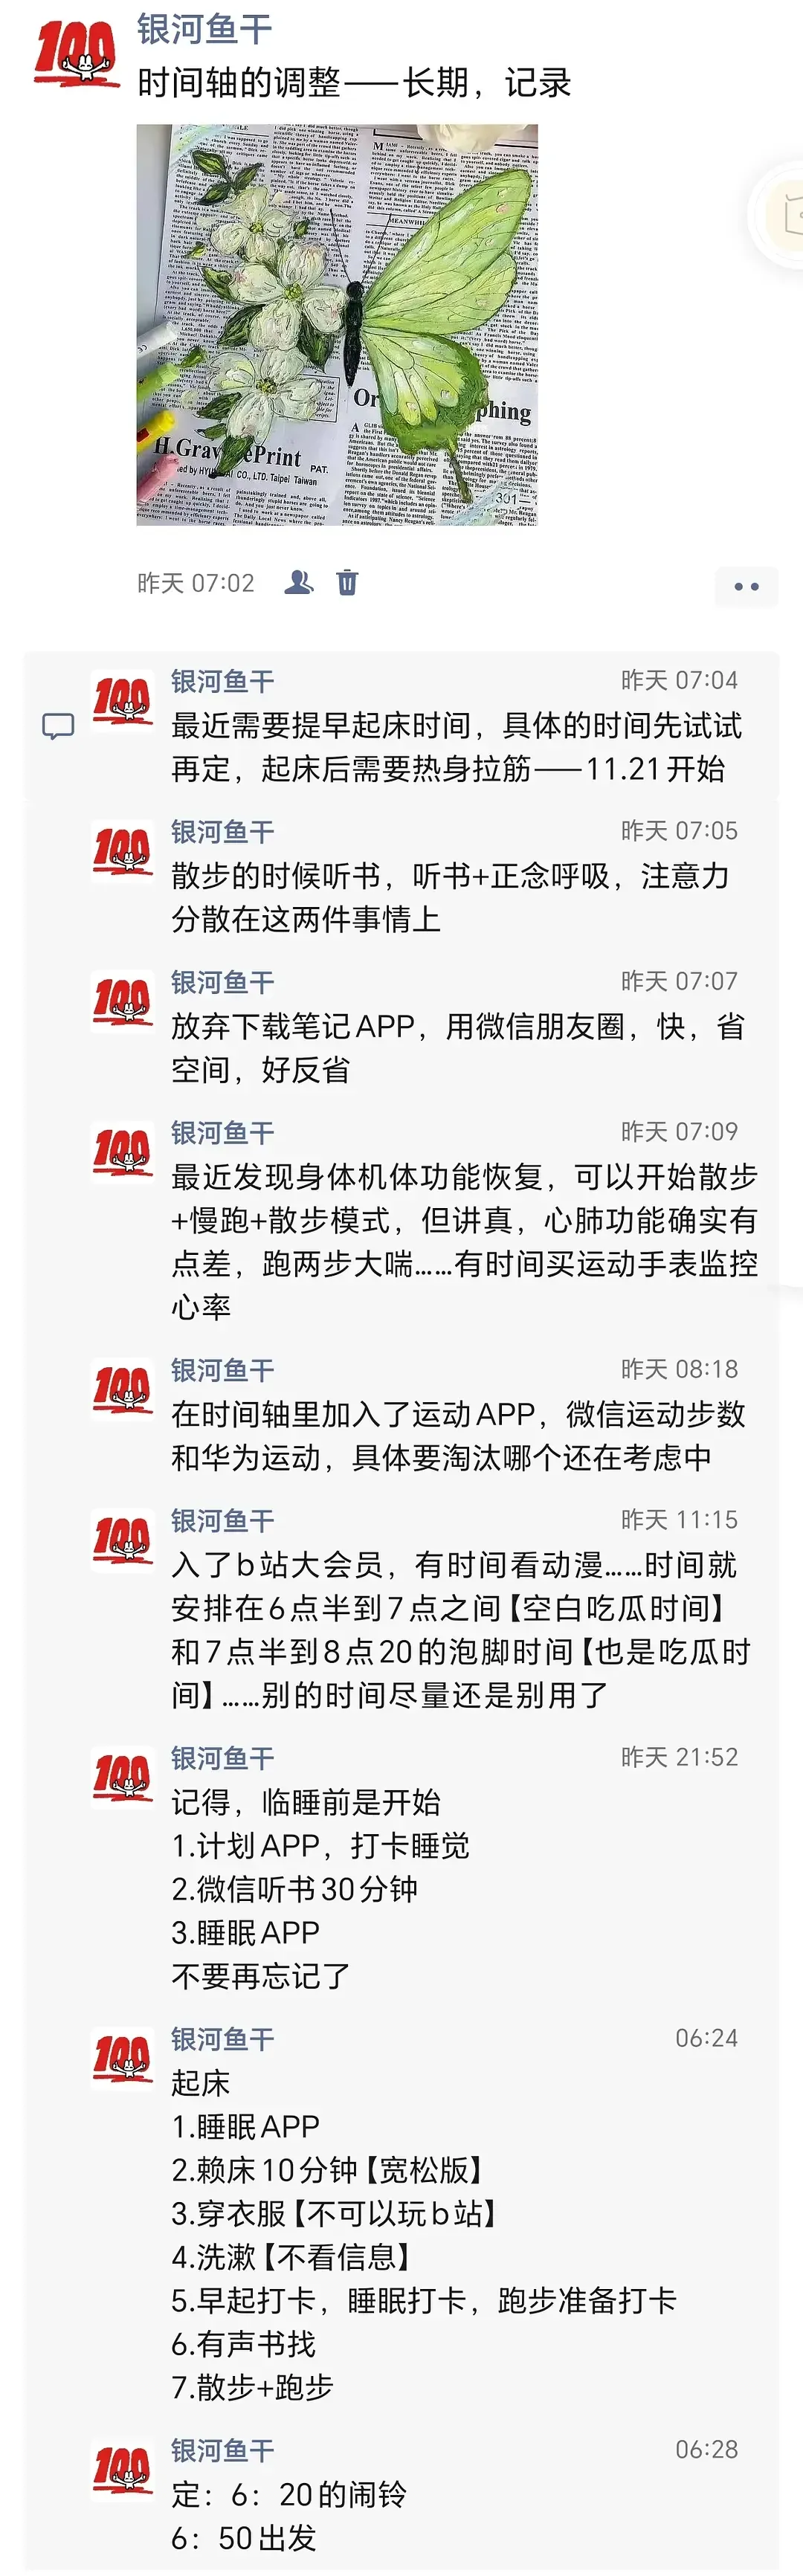 100
银河鱼干
时间轴的调整——长期，记录
MEANWH
H.Grav ePrint
PAT.
CO., LTD. Taipei Taiwan
phing
301
昨天 07:02
100
银河鱼干
昨天 07:04
最近需要提早起床时间，具体的时间先试试
再定，起床后需要热身拉筋——11.21开始
100
银河鱼干
昨天 07:05
散步的时候听书，听书+正念呼吸，注意力
分散在这两件事情上
100
银河鱼干
昨天 07:07
放弃下载笔记APP，用微信朋友圈，快，省
空间，好反省
100
银河鱼干
昨天 07:09
最近发现身体机体功能恢复，可以开始散步
+慢跑+散步模式，但讲真，心肺功能确实有
点差，跑两步大喘……有时间买运动手表监控
心率
100
银河鱼干
昨天 08:18
在时间轴里加入了运动APP，微信运动步数
和华为运动，具体要淘汰哪个还在考虑中
100
银河鱼干
昨天 11:15
入了b站大会员，有时间看动漫……时间就
安排在6点半到7点之间【空白吃瓜时间】
和7点半到8点20的泡脚时间【也是吃瓜时
间】……别的时间尽量还是别用了
100
银河鱼干
昨天 21:52
记得，临睡前是开始
1.计划APP，打卡睡觉
2.微信听书30分钟
3.睡眠APP
不要再忘记了
100
银河鱼干
06:24
起床
1.睡眠APP
2.赖床10分钟【宽松版】
3.穿衣服【不可以玩b站】
4.洗漱【不看信息】
5.早起打卡，睡眠打卡，跑步准备打卡
6.有声书找
7.散步+跑步
100
银河鱼干
06:28
定：6：20的闹铃
6：50出发